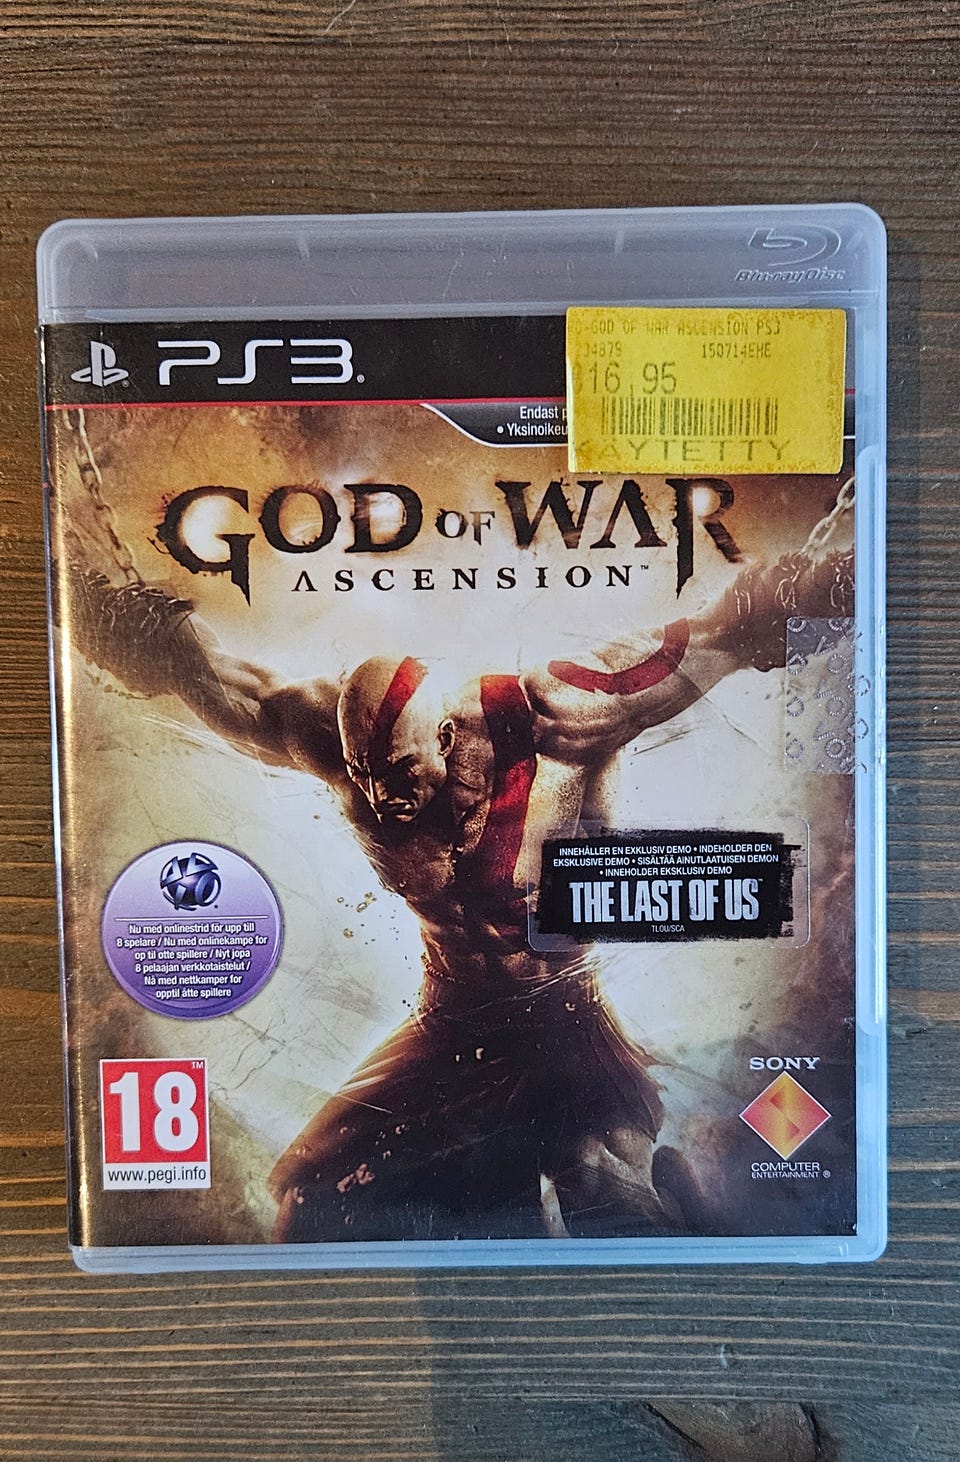 Blu-ray Disc
PS3
GOD OF WAR ASCENSION PS3
150714EHE
16,95
KÄYTETTY
Endast
• Yksinoikeu
GOD OF WAR
ASCENSION™
INNEHÅLLER EN EXKLUSIV DEMO • INDEHOLDER DEN
EKSKLUSIVE DEMO • SISÄLTÄÄ AINUTLAATUISEN DEMON
• INNEHOLDER EKSKLUSIV DEMO
THE LAST OF US™
TLOU/SCA
Nu med onlinestrid för upp till
8 spelare / Nu med onlinekampe for
op til otte spillere / Nyt jopa
8 pelaajan verkkotaistelut /
Nå med nettkamper for
opptil åtte spillere
18™
www.pegi.info
SONY
COMPUTER
ENTERTAINMENT®